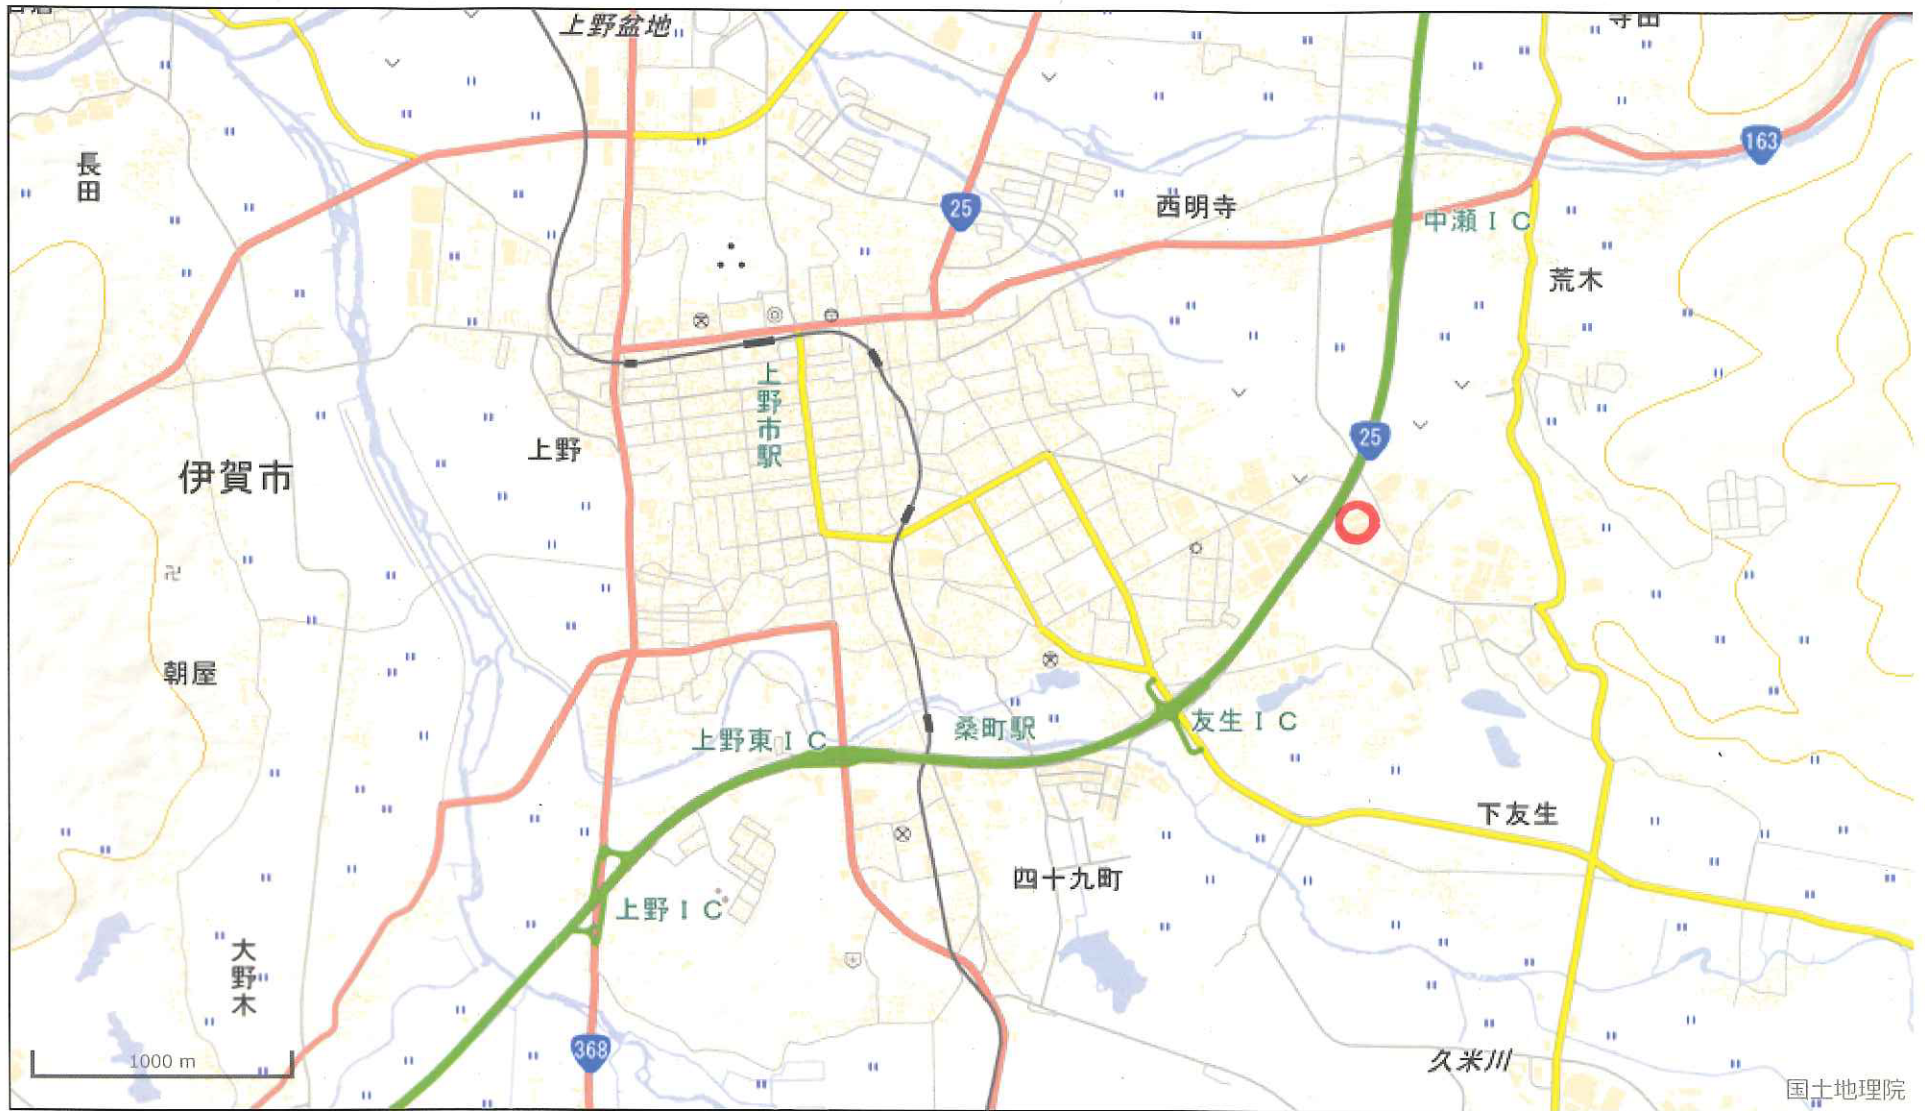 上野盆地
寺田
長田
163
25
西明寺
中瀬ＩＣ
荒木
上野市駅
上野
25
伊賀市
朝屋
上野東ＩＣ
桑町駅
友生ＩＣ
下友生
四十九町
上野ＩＣ
大野木
368
1000 m
久米川
国土地理院